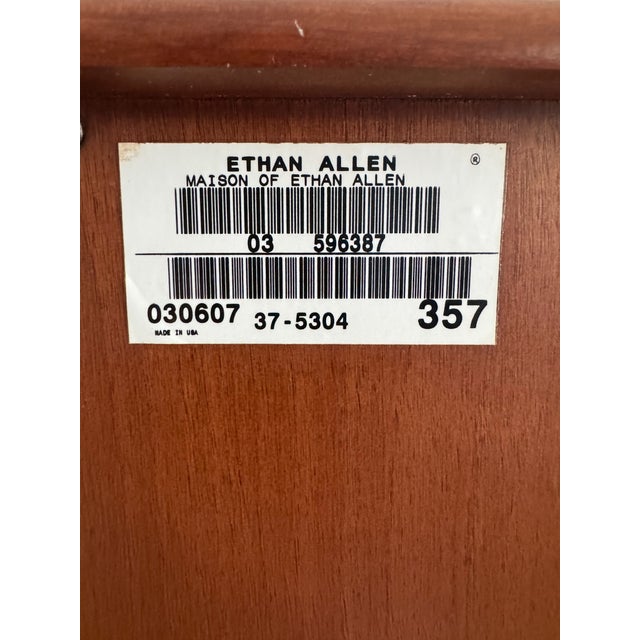 ETHAN ALLEN ®
MAISON OF ETHAN ALLEN
03 596387
030607 37-5304 357
MADE IN USA